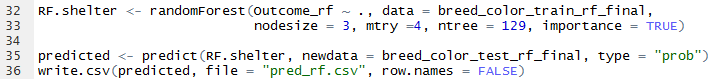 32 RF.shelter <- randomForest(Outcome_rf ~ ., data = breed_color_train_rf_final,
33 nodesize = 3, mtry =4, ntree = 129, importance = TRUE)
34
35 predicted <- predict(RF.shelter, newdata = breed_color_test_rf_final, type = "prob")
36 write.csv(predicted, file = "pred_rf.csv", row.names = FALSE)